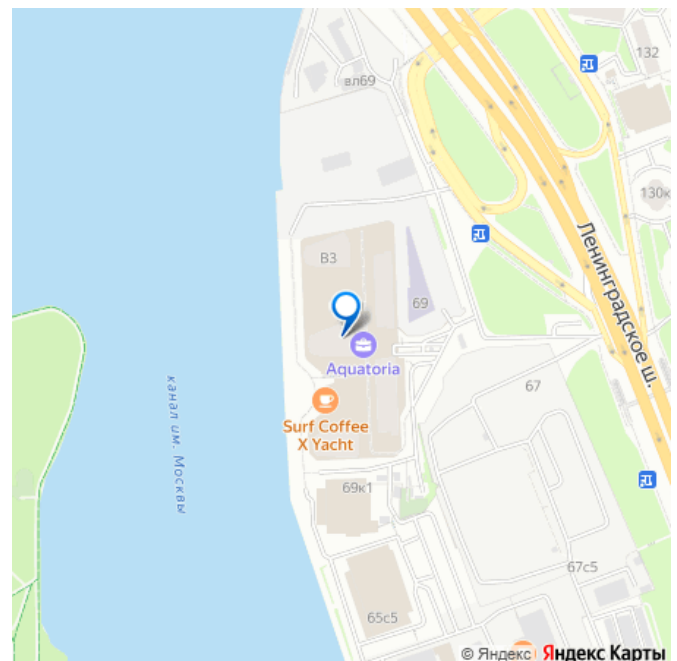 132
вл69
130к
Ленинградское ш.
В3
69
Aquatoria
67
Surf Coffee
X Yacht
канал им. Москвы
69к1
67с5
65с5
© Яндекс Яндекс Карты